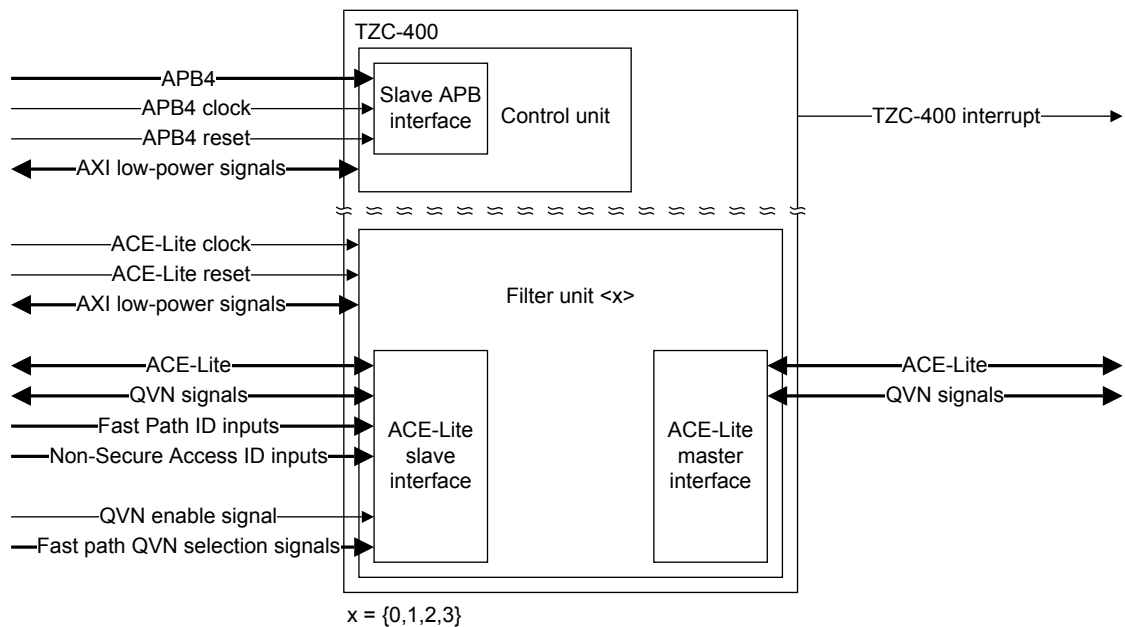 TZC-400
APB4
APB4 clock
APB4 reset
AXI low-power signals
Slave APB
interface
Control unit
TZC-400 interrupt
ACE-Lite clock
ACE-Lite reset
AXI low-power signals
Filter unit <x>
ACE-Lite
QVN signals
Fast Path ID inputs
Non-Secure Access ID inputs
QVN enable signal
Fast path QVN selection signals
ACE-Lite
slave
interface
ACE-Lite
master
interface
ACE-Lite
QVN signals
x = {0,1,2,3}